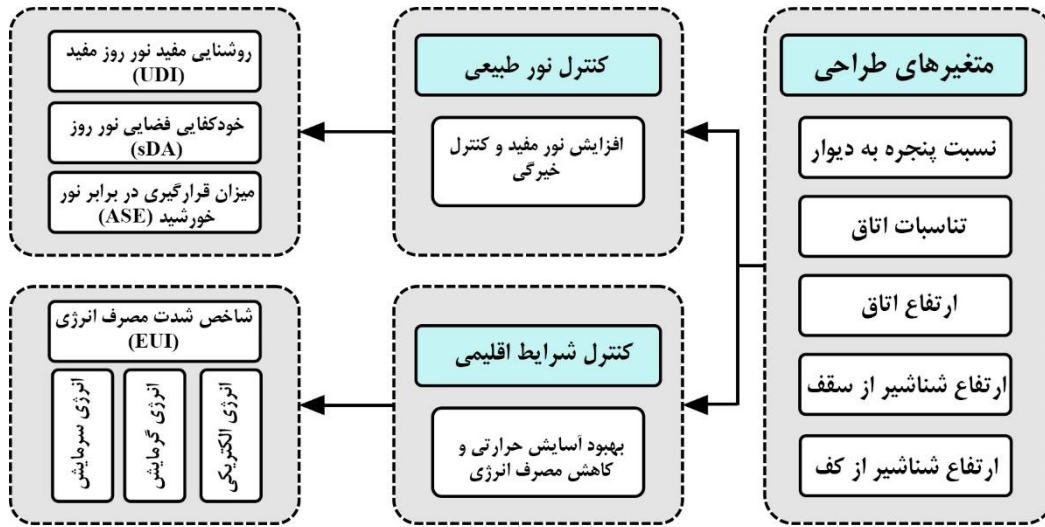 متغیرهای طراحی
نسبت پنجره به دیوار
تناسبات اتاق
ارتفاع اتاق
ارتفاع شناشیر از سقف
ارتفاع شناشیر از کف
کنترل نور طبیعی
افزایش نور مفید و کنترل
خیرگی
کنترل شرایط اقلیمی
بهبود آسایش حرارتی و
کاهش مصرف انرژی
روشنایی مفید نور روز مفید
(UDI)
خودکفایی فضایی نور روز
(sDA)
میزان قرارگیری در برابر نور
خورشید (ASE)
شاخص شدت مصرف انرژی
(EUI)
انرژی الکتریکی
انرژی گرمایش
انرژی سرمایش